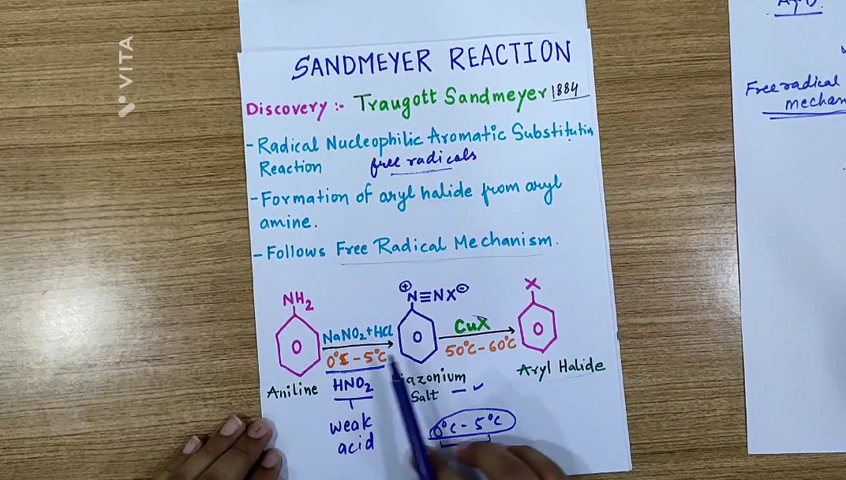 VITA
SANDMEYER REACTION
Discovery :- Traugott Sandmeyer 1884
- Radical Nucleophilic Aromatic Substitution
Reaction free radicals
- Formation of aryl halide from aryl
amine.
- Follows Free Radical Mechanism.
NH2
⊕ N≡NX ⊖
X
NaNO2+HCl
CuX
0°C - 5°C
50°C - 60°C
Aniline
HNO2
Diazonium
Salt
Aryl Halide
weak
acid
0°C - 5°C
Free radical